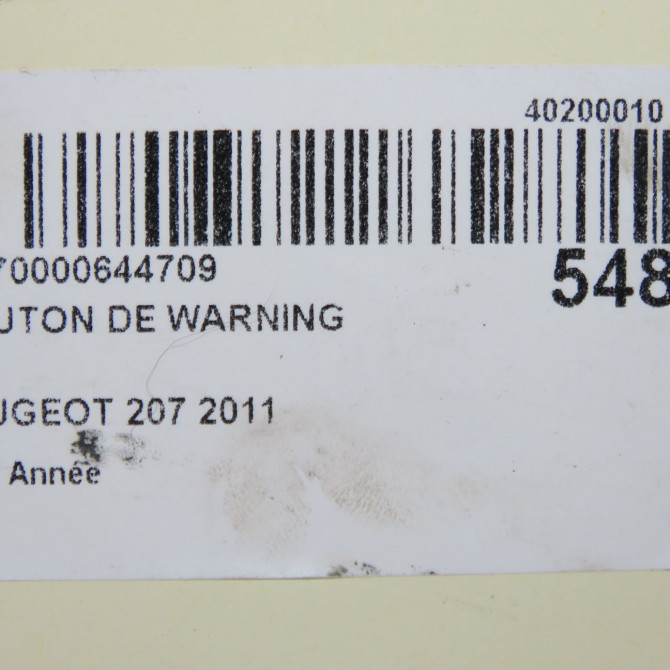 40200010
70000644709
548
UTON DE WARNING
UGEOT 207 2011
Année